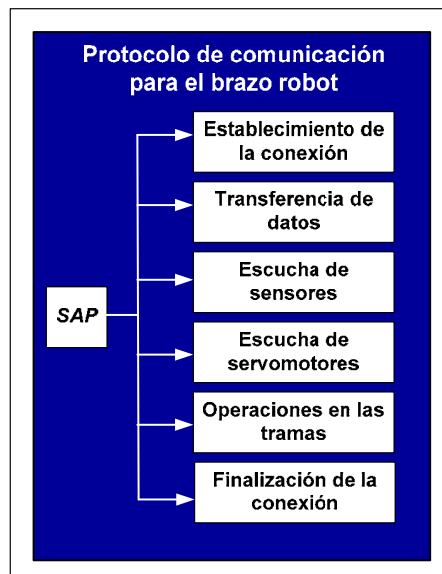 Protocolo de comunicación
para el brazo robot
Establecimiento de
la conexión
Transferencia de
datos
Escucha de
sensores
SAP
Escucha de
servomotores
Operaciones en las
tramas
Finalización de la
conexión